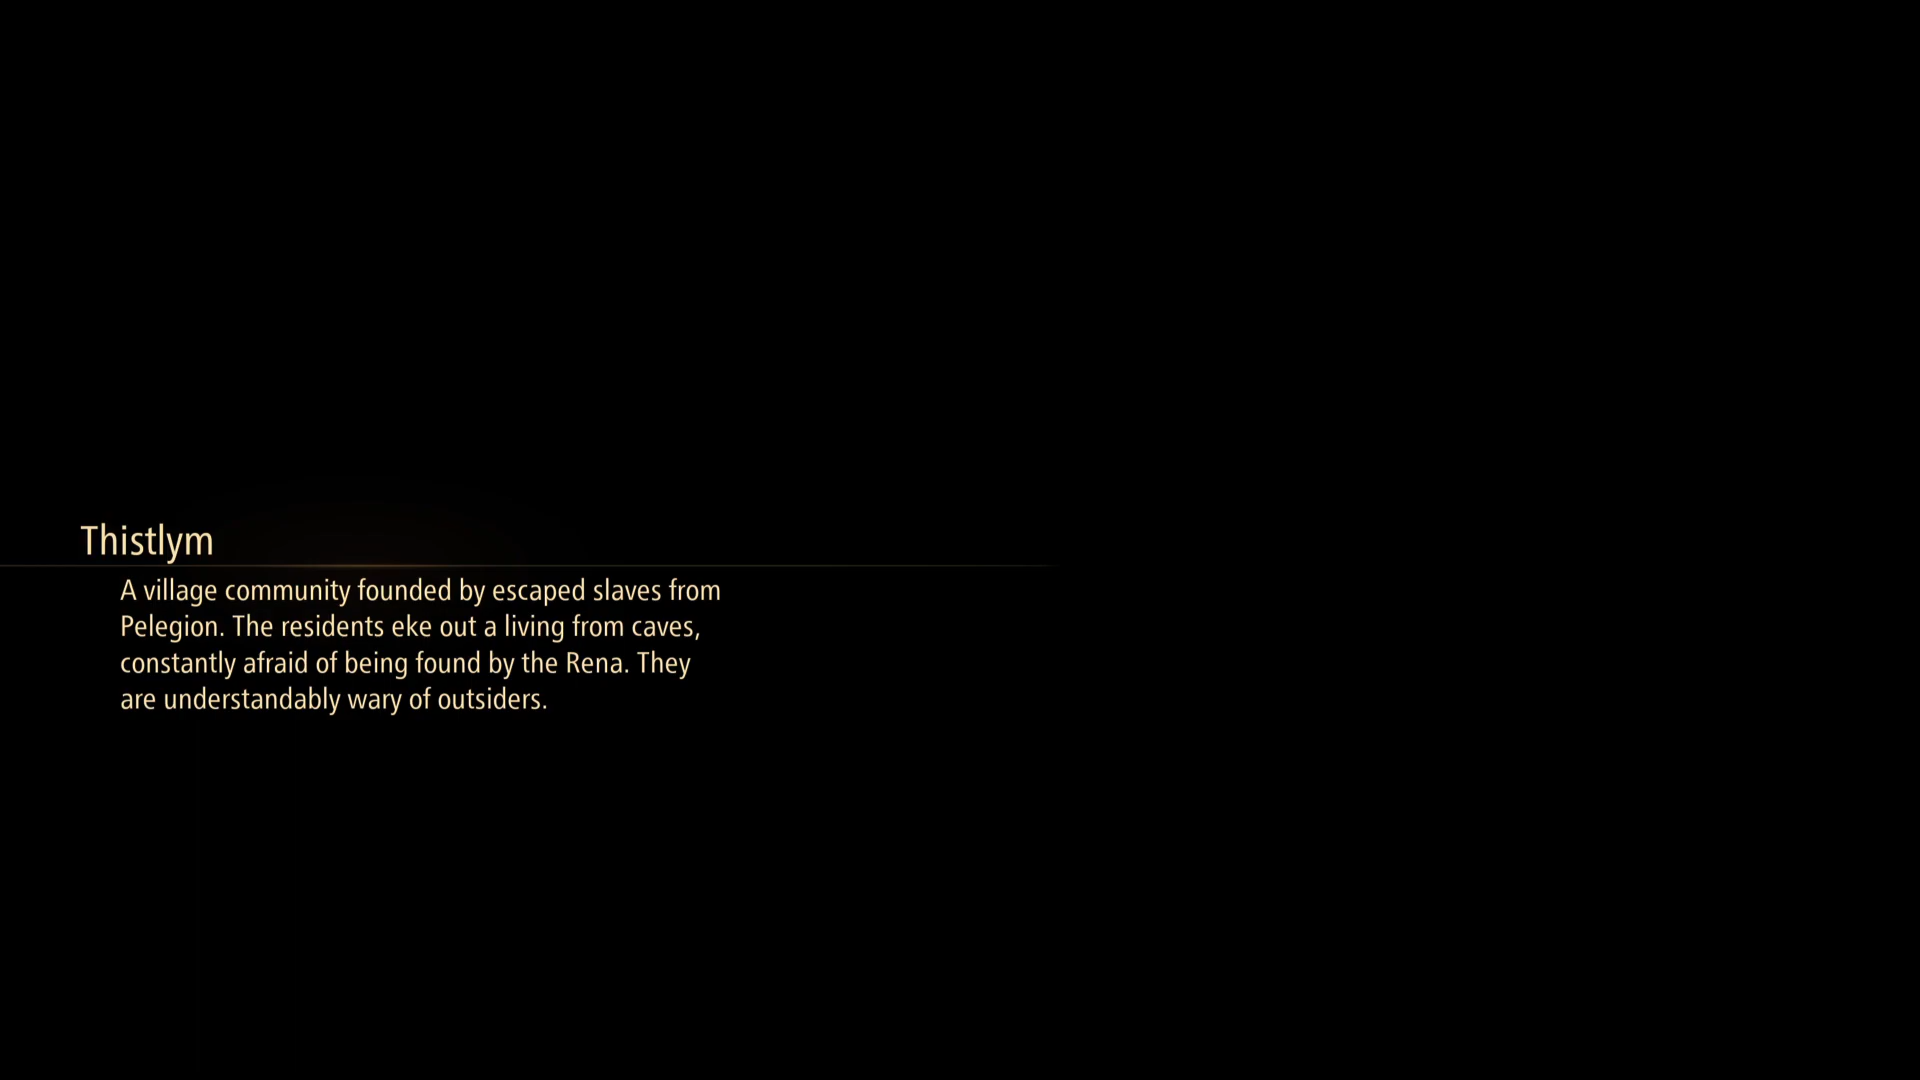 Thistlym
A village community founded by escaped slaves from
Pelegion. The residents eke out a living from caves,
constantly afraid of being found by the Rena. They
are understandably wary of outsiders.